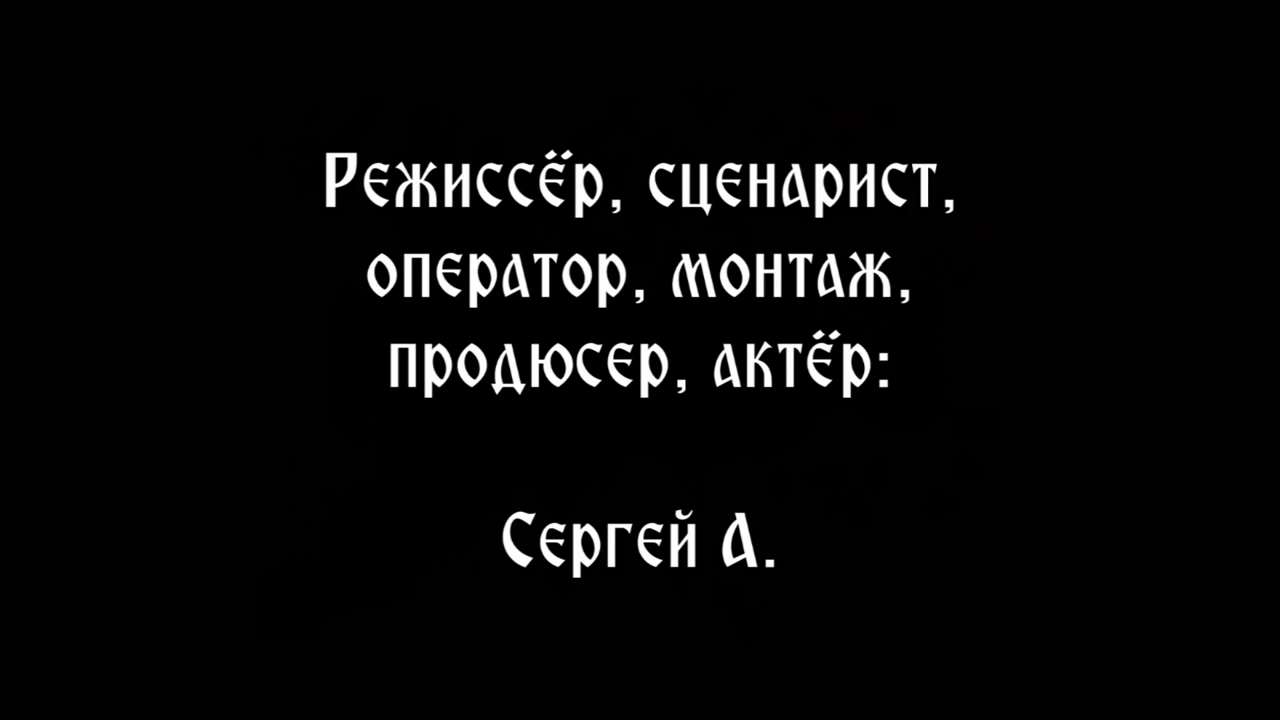 Режиссёр, сценарист,
оператор, монтаж,
продюсер, актёр:
Сергей А.